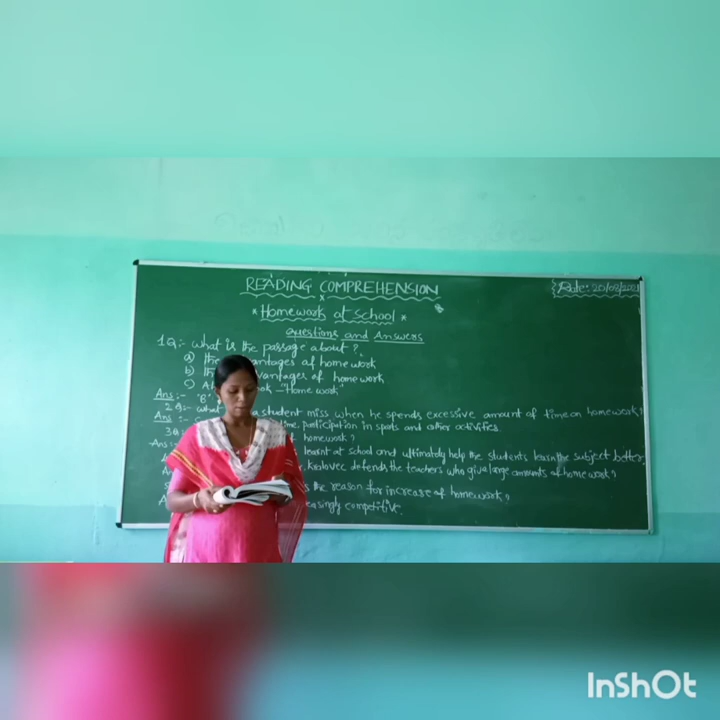 READING COMPREHENSION
Date: 20/02/2021
* Homework at school *
Questions and Answers
1Q:- what is the passage about?
a) the vantages of homework
b) the vantages of homework
c) A ook - "Home work"
Ans:- "B"
2Q:- what a student miss when he spends excessive amount of time on homework?
Ans:- time, participation in sports and other activities.
3Q homework?
Ans:- learnt at school and ultimately help the students learn the subject better.
kralovec defends the teachers who give large amounts of homework?
the reason for increase of homework?
easingly competitive.
InShOt